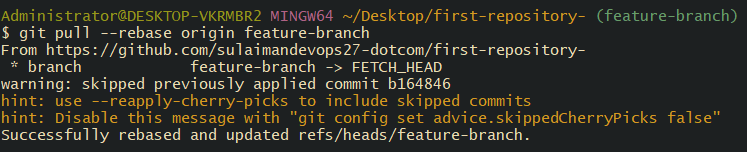 Administrator@DESKTOP-VKRMBR2 MINGW64 ~/Desktop/first-repository- (feature-branch)
$ git pull --rebase origin feature-branch
From https://github.com/sulaimandevops27-dotcom/first-repository-
 * branch            feature-branch -> FETCH_HEAD
warning: skipped previously applied commit b164846
hint: use --reapply-cherry-picks to include skipped commits
hint: Disable this message with "git config set advice.skippedCherryPicks false"
Successfully rebased and updated refs/heads/feature-branch.